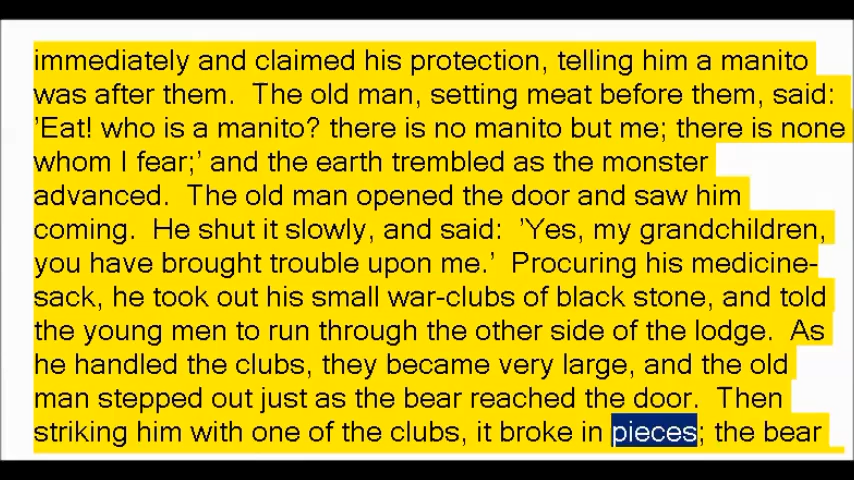 immediately and claimed his protection, telling him a manito
was after them.  The old man, setting meat before them, said:
'Eat! who is a manito? there is no manito but me; there is none
whom I fear;' and the earth trembled as the monster
advanced.  The old man opened the door and saw him
coming.  He shut it slowly, and said:  'Yes, my grandchildren,
you have brought trouble upon me.'  Procuring his medicine-
sack, he took out his small war-clubs of black stone, and told
the young men to run through the other side of the lodge.  As
he handled the clubs, they became very large, and the old
man stepped out just as the bear reached the door.  Then
striking him with one of the clubs, it broke in pieces; the bear